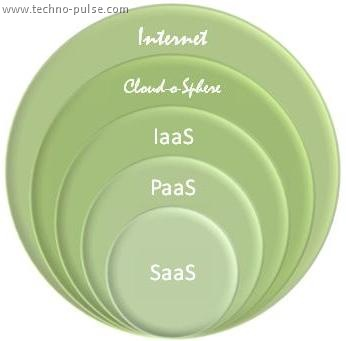 www.techno-pulse.com
Internet
Cloud-o-Sphere
IaaS
PaaS
SaaS